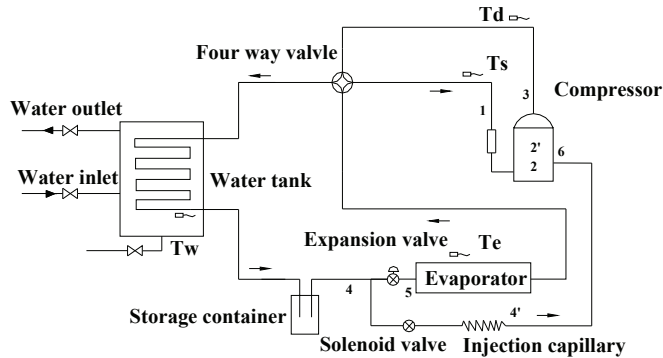 Td
Four way valvle
Ts
Water outlet
1
3
Compressor
2'
2
6
Water inlet
Water tank
Tw
Expansion valve
Te
4
5
Evaporator
Storage container
4'
Solenoid valve
Injection capillary